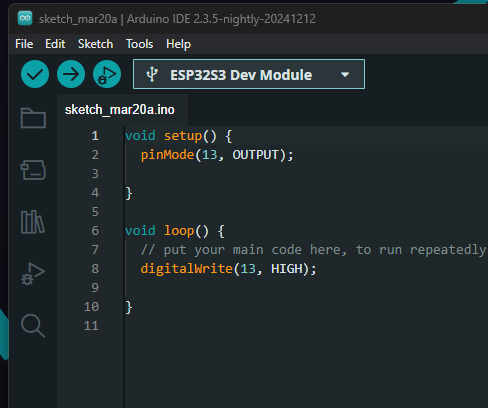 sketch_mar20a | Arduino IDE 2.3.5-nightly-20241212
File Edit Sketch Tools Help
ESP32S3 Dev Module
sketch_mar20a.ino
1 void setup() {
2 pinMode(13, OUTPUT);
3
4 }
5
6 void loop() {
7 // put your main code here, to run repeatedly
8 digitalWrite(13, HIGH);
9
10 }
11